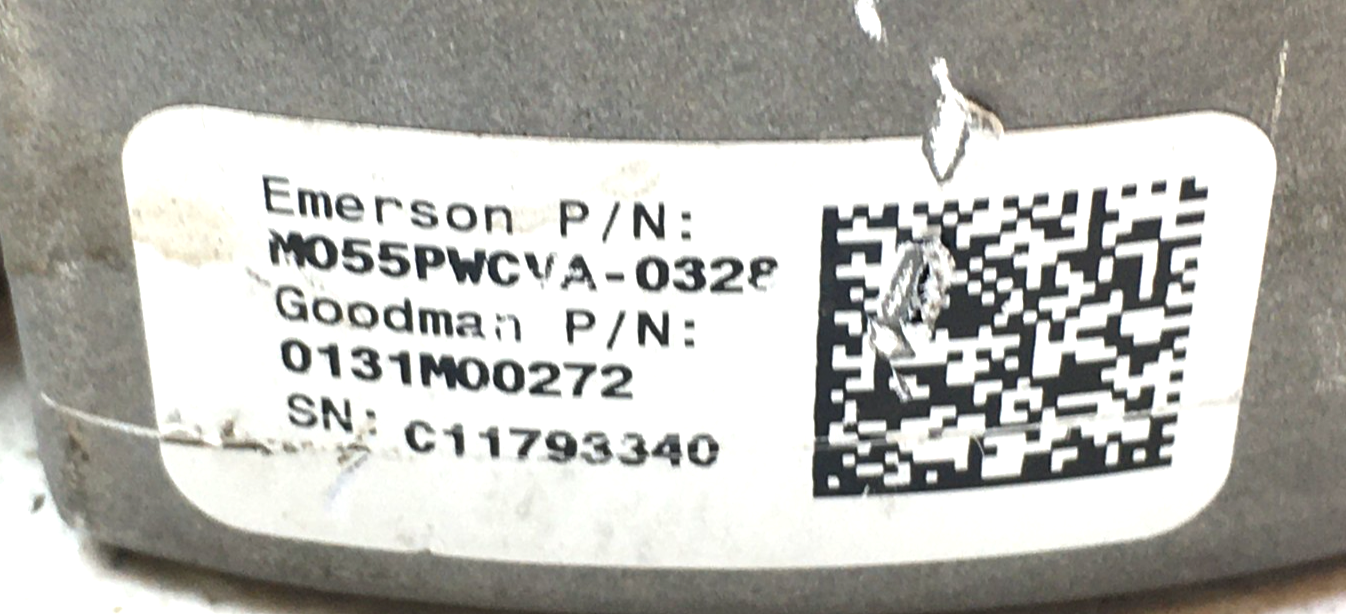 Emerson P/N:
M055PWCVA-0328
Goodman P/N:
0131M00272
SN: C11793340